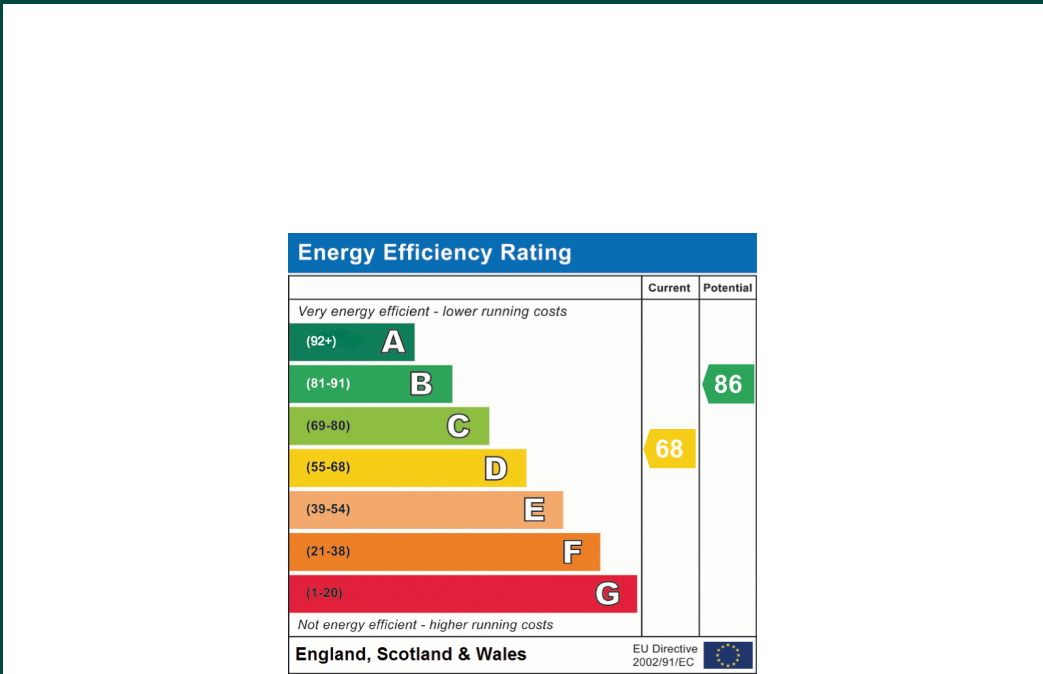 Energy Efficiency Rating
Current Potential
Very energy efficient - lower running costs
(92+) A
(81-91) B
86
(69-80) C
68
(55-68) D
(39-54) E
(21-38) F
(1-20) G
Not energy efficient - higher running costs
England, Scotland & Wales
EU Directive
2002/91/EC